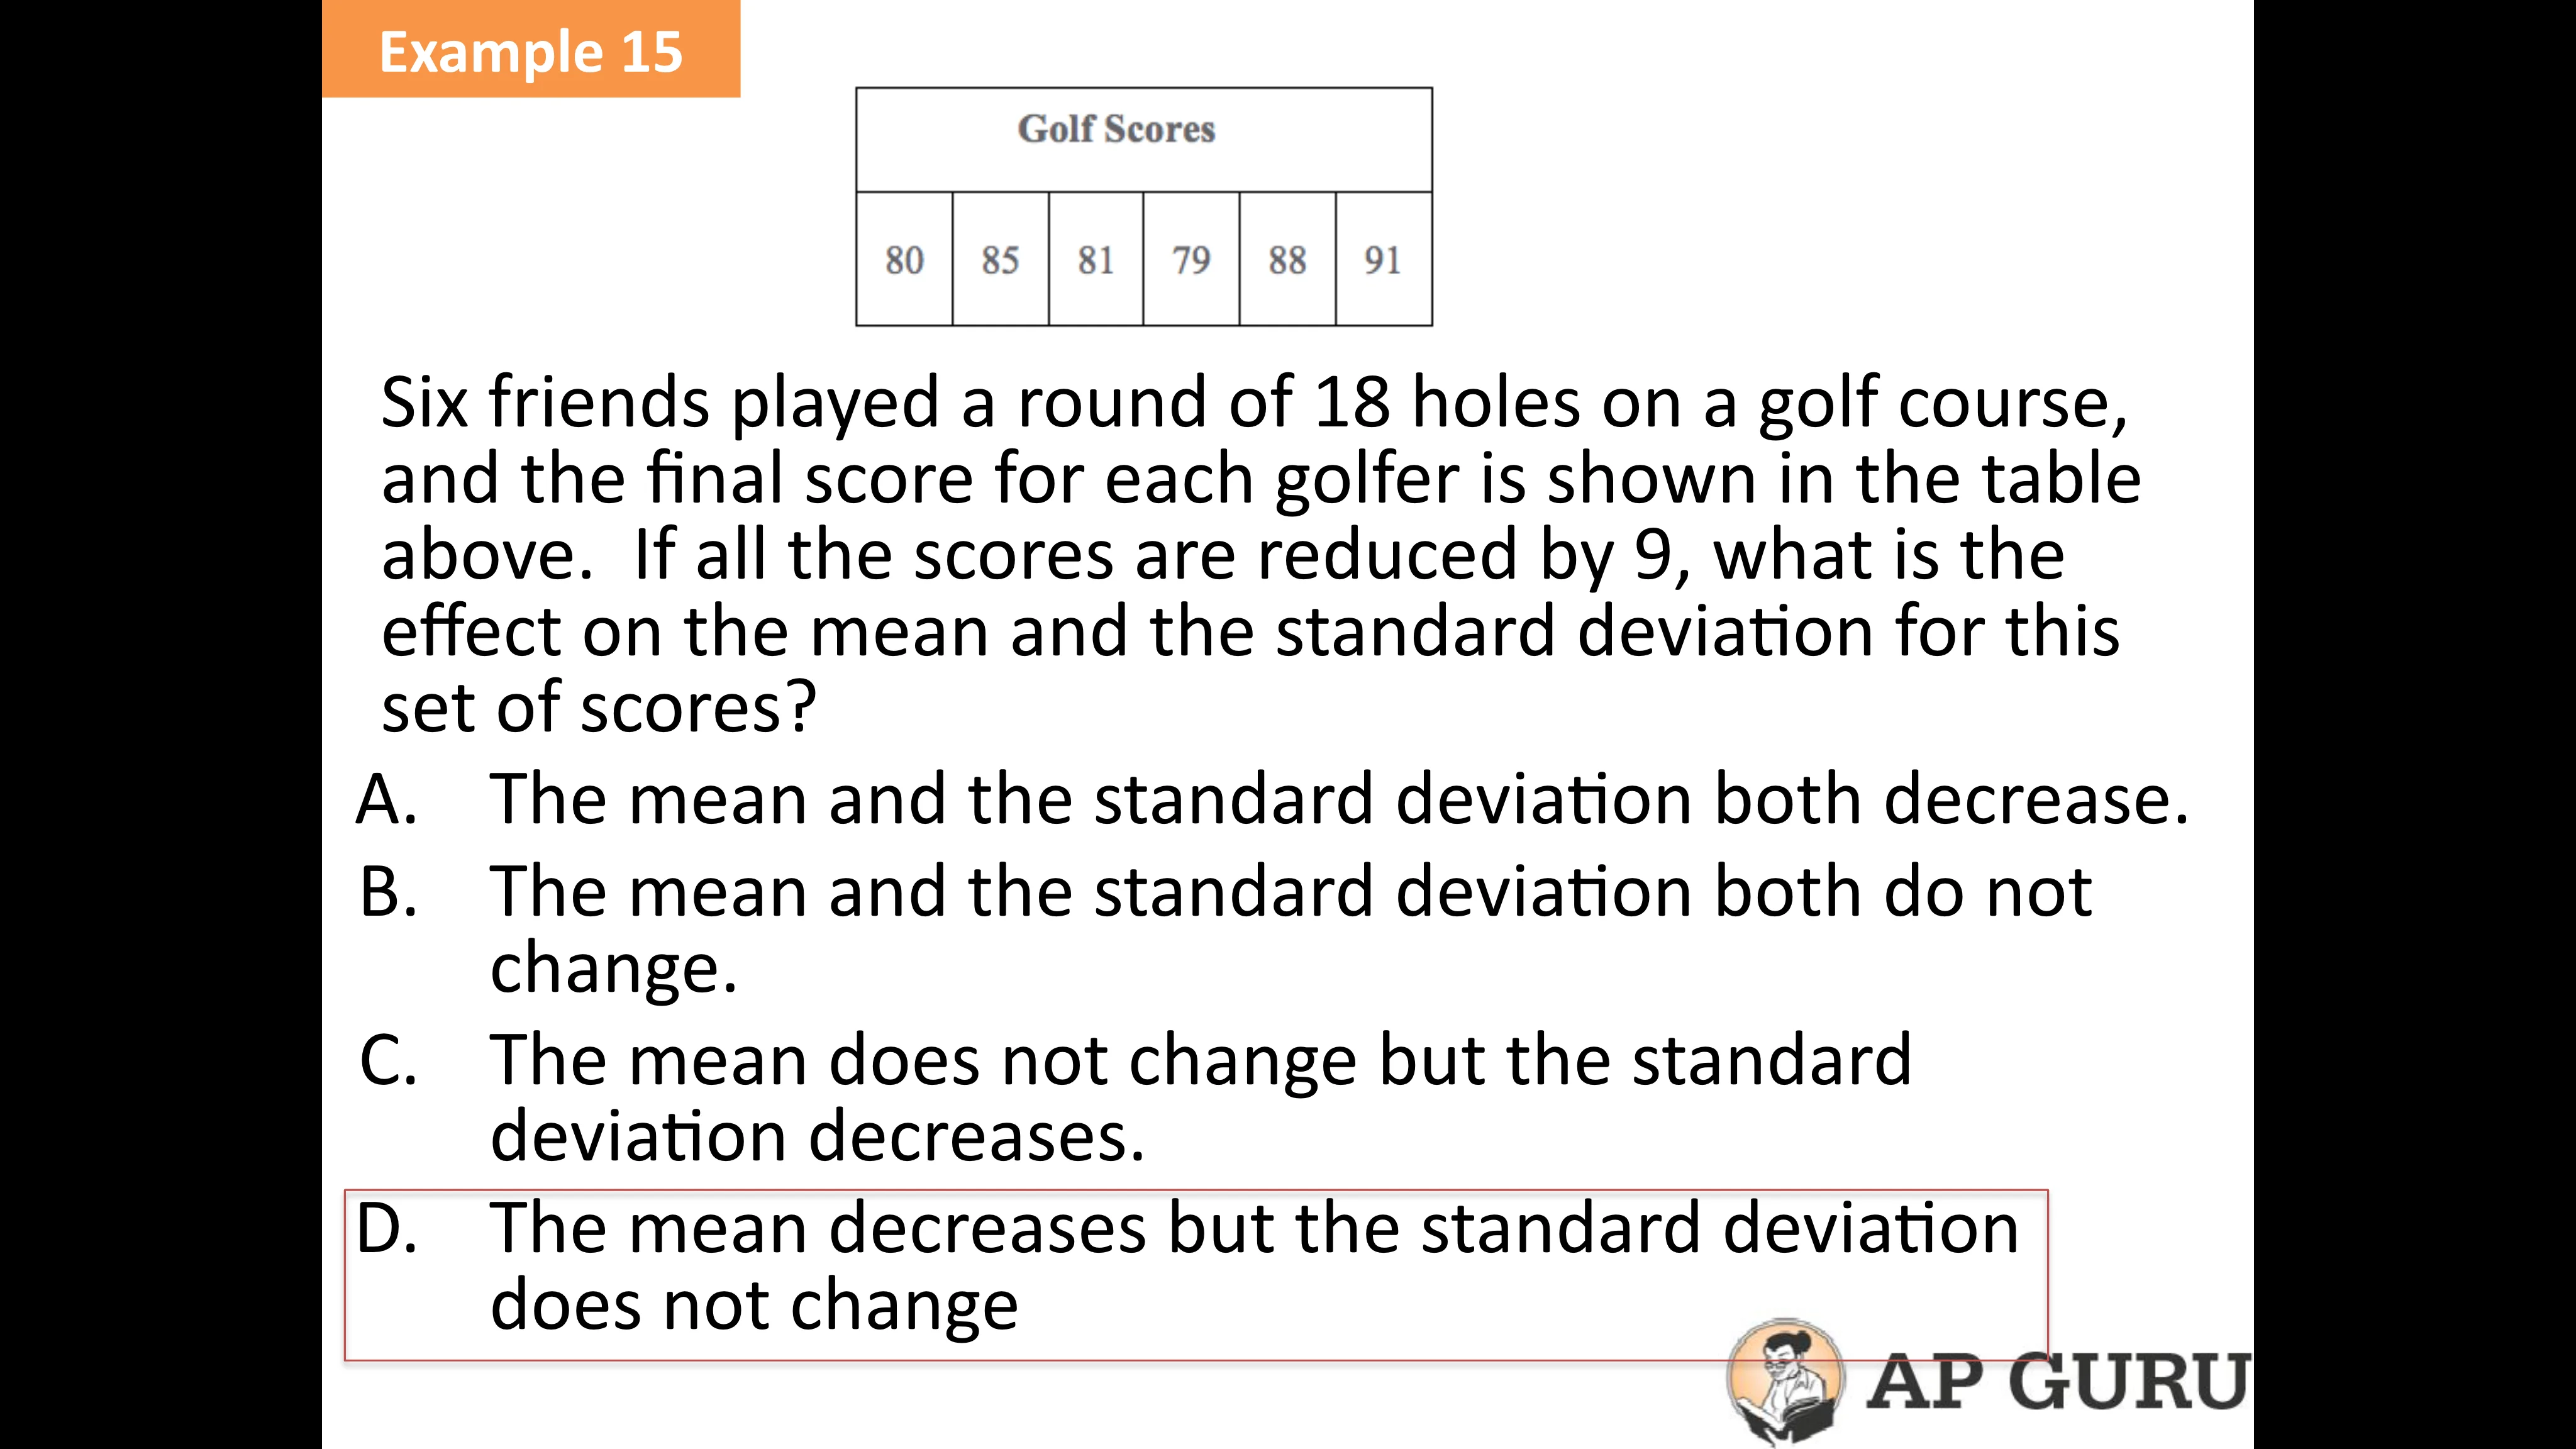 Example 15
Golf Scores
80 85 81 79 88 91
Six friends played a round of 18 holes on a golf course,
and the final score for each golfer is shown in the table
above.  If all the scores are reduced by 9, what is the
effect on the mean and the standard deviation for this
set of scores?
A. The mean and the standard deviation both decrease.
B. The mean and the standard deviation both do not
change.
C. The mean does not change but the standard
deviation decreases.
D. The mean decreases but the standard deviation
does not change
AP GURU